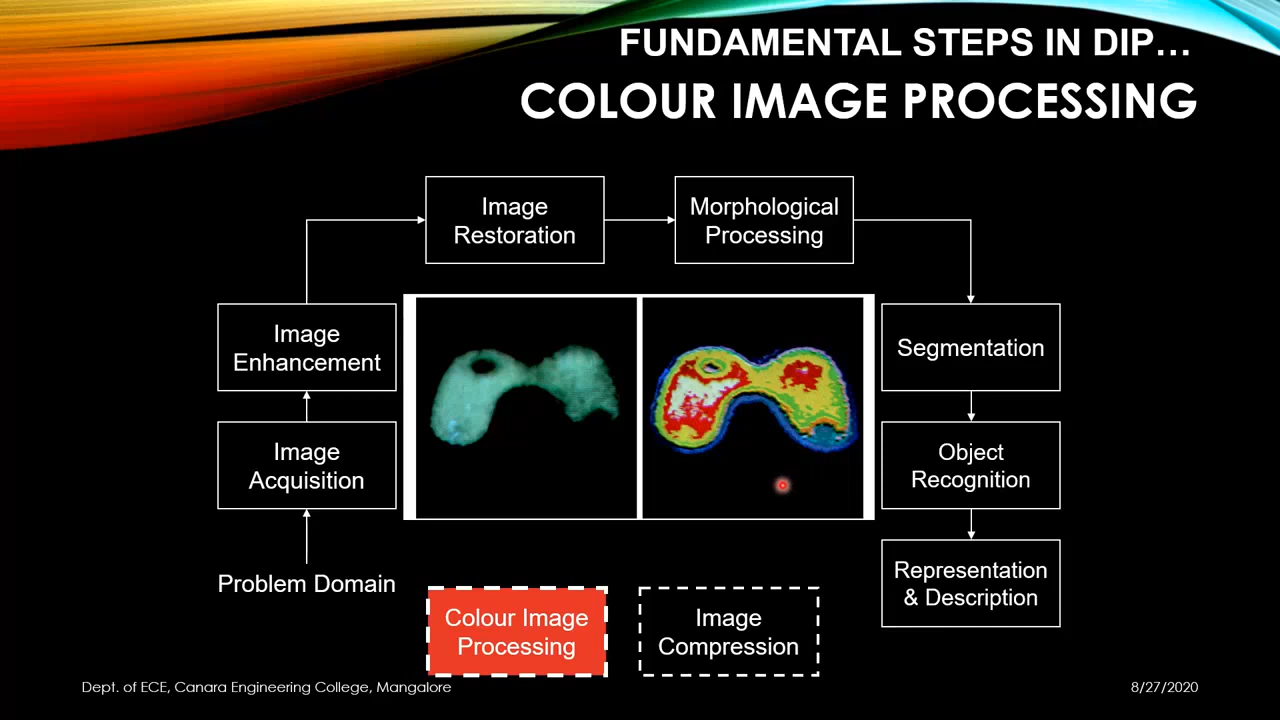 FUNDAMENTAL STEPS IN DIP…
COLOUR IMAGE PROCESSING
Image
Restoration
Morphological
Processing
Image
Enhancement
Segmentation
Image
Acquisition
Object
Recognition
Problem Domain
Representation
& Description
Colour Image
Processing
Image
Compression
Dept. of ECE, Canara Engineering College, Mangalore
8/27/2020